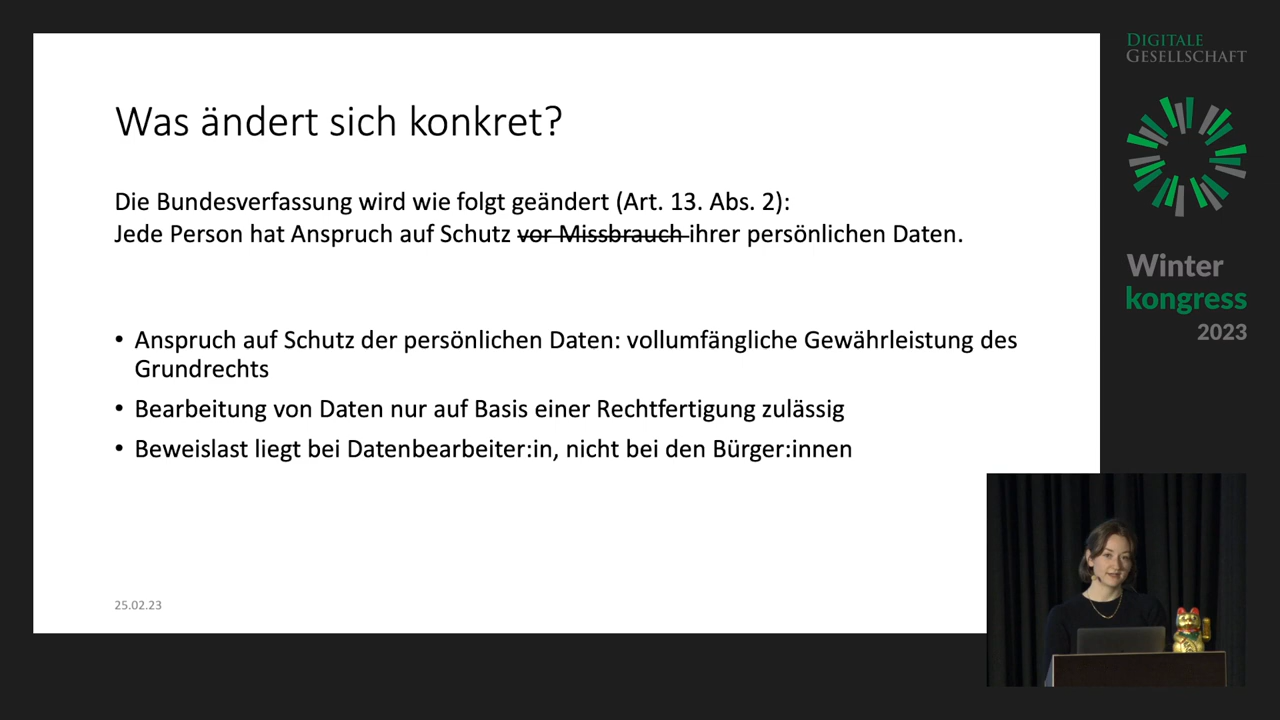 Was ändert sich konkret?
Die Bundesverfassung wird wie folgt geändert (Art. 13. Abs. 2):
Jede Person hat Anspruch auf Schutz vor Missbrauch ihrer persönlichen Daten.
• Anspruch auf Schutz der persönlichen Daten: vollumfängliche Gewährleistung des
Grundrechts
• Bearbeitung von Daten nur auf Basis einer Rechtfertigung zulässig
• Beweislast liegt bei Datenbearbeiter:in, nicht bei den Bürger:innen
25.02.23
DIGITALE
GESELLSCHAFT
Winter
kongress
2023